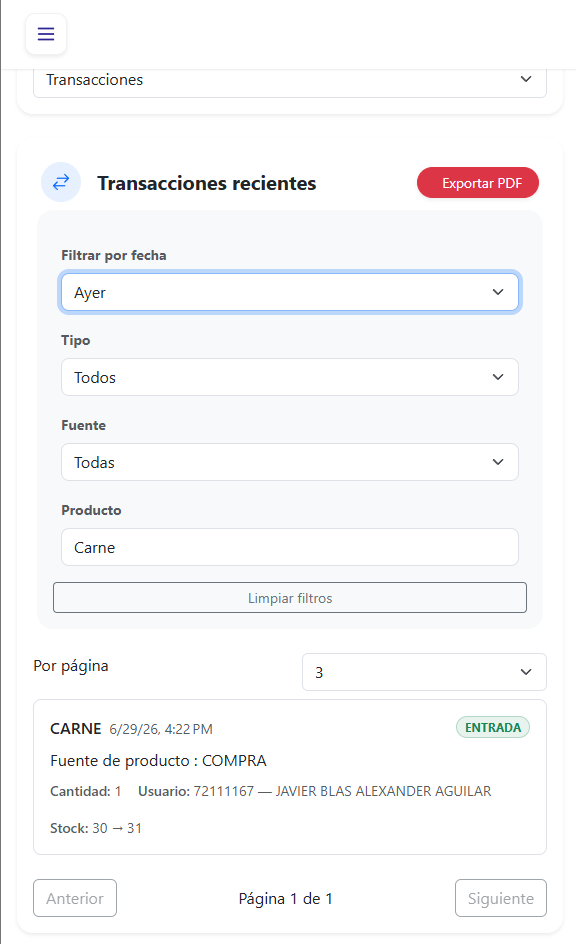 Transacciones
Transacciones recientes
Exportar PDF
Filtrar por fecha
Ayer
Tipo
Todos
Fuente
Todas
Producto
Carne
Limpiar filtros
Por página
3
CARNE 6/29/26, 4:22 PM
ENTRADA
Fuente de producto : COMPRA
Cantidad: 1 Usuario: 72111167 — JAVIER BLAS ALEXANDER AGUILAR
Stock: 30 → 31
Anterior
Página 1 de 1
Siguiente